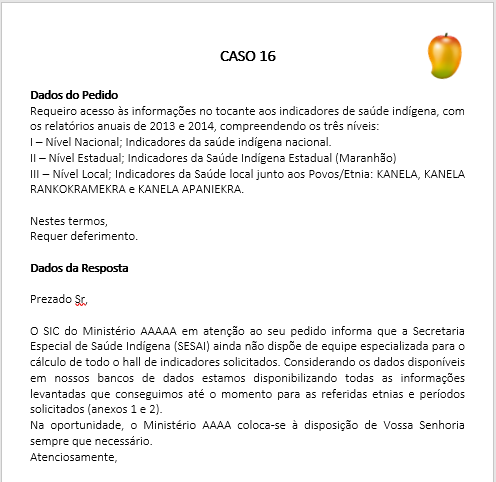 CASO 16
Dados do Pedido
Requeiro acesso às informações no tocante aos indicadores de saúde indígena, com
os relatórios anuais de 2013 e 2014, compreendendo os três níveis:
I – Nível Nacional; Indicadores da saúde indígena nacional.
II – Nível Estadual; Indicadores da Saúde Indígena Estadual (Maranhão)
III – Nível Local; Indicadores da Saúde local junto aos Povos/Etnia: KANELA, KANELA
RANKOKRAMEKRA e KANELA APANIEKRA.
Nestes termos,
Requer deferimento.
Dados da Resposta
Prezado Sr,
O SIC do Ministério AAAAA em atenção ao seu pedido informa que a Secretaria
Especial de Saúde Indígena (SESAI) ainda não dispõe de equipe especializada para o
cálculo de todo o hall de indicadores solicitados. Considerando os dados disponíveis
em nossos bancos de dados estamos disponibilizando todas as informações
levantadas que conseguimos até o momento para as referidas etnias e períodos
solicitados (anexos 1 e 2).
Na oportunidade, o Ministério AAAA coloca-se à disposição de Vossa Senhoria
sempre que necessário.
Atenciosamente,